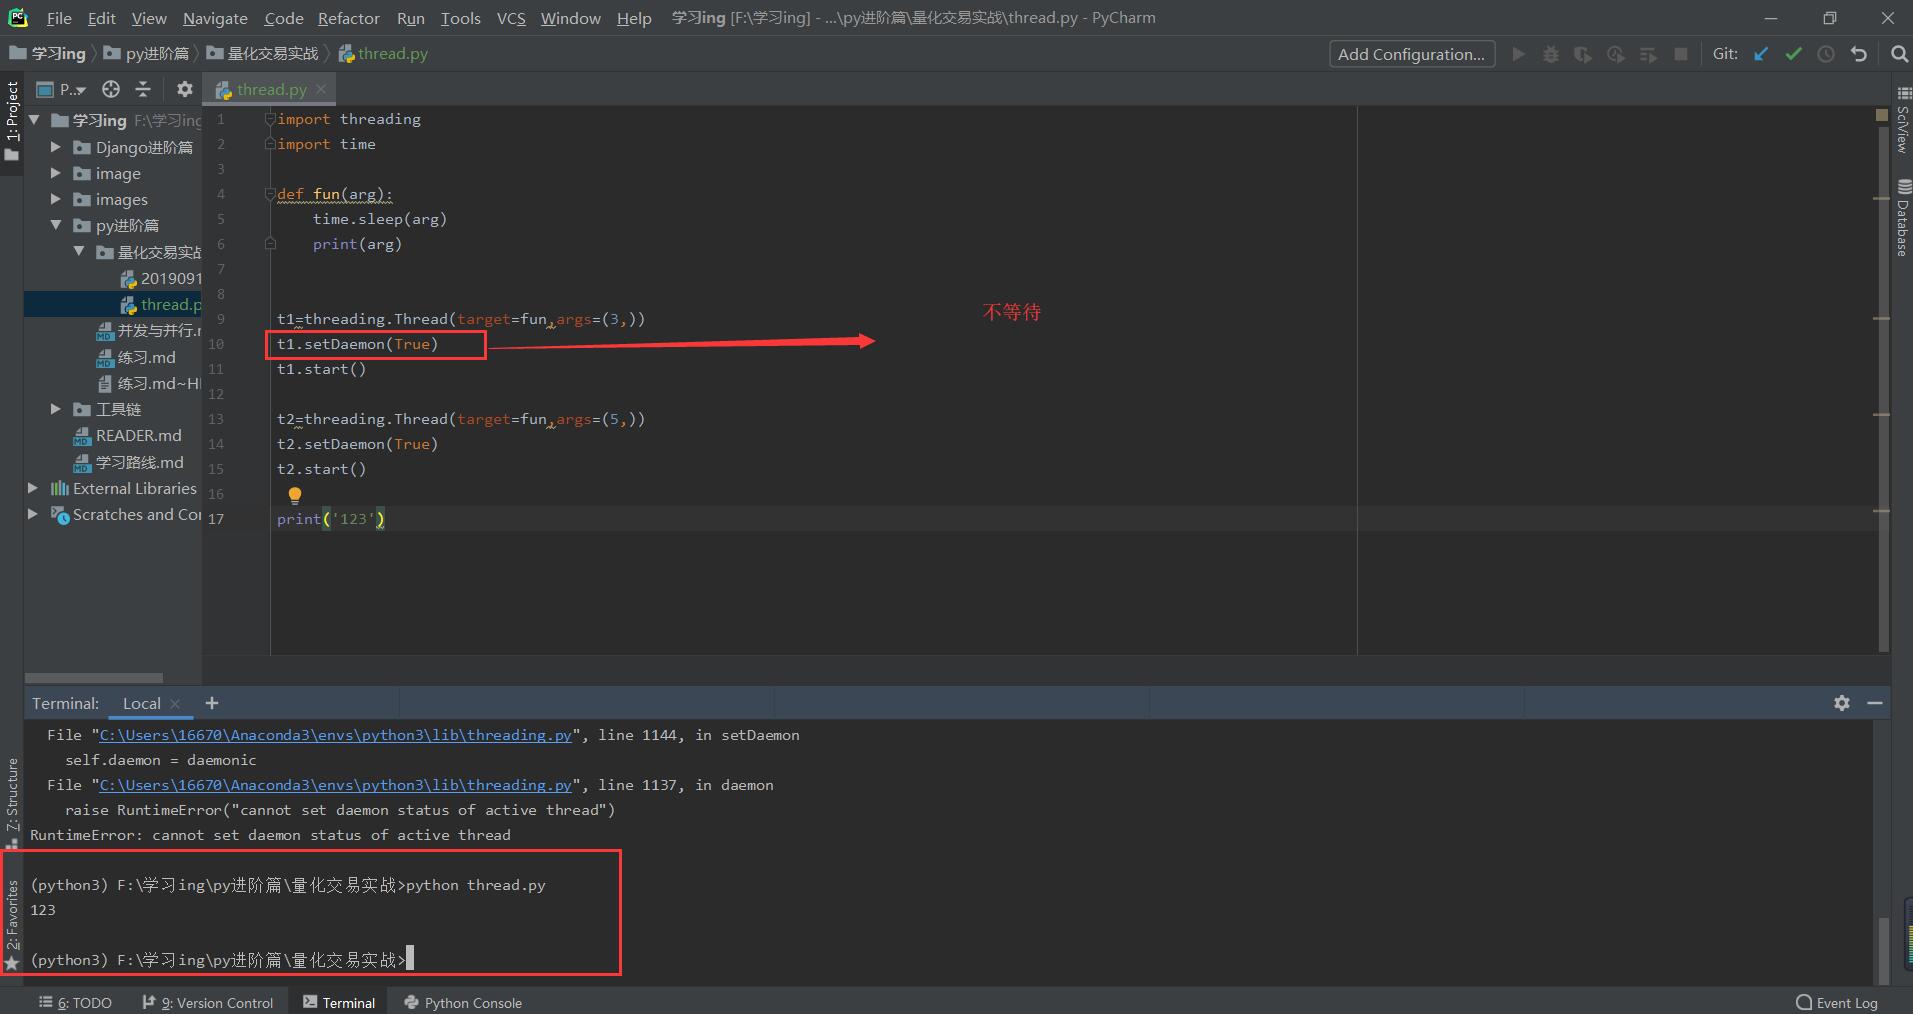 File Edit View Navigate Code Refactor Run Tools VCS Window Help 学习ing [F:\学习ing] - ...\py进阶篇\量化交易实战\thread.py - PyCharm
学习ing py进阶篇 量化交易实战 thread.py Add Configuration... Git:
1: Project
P.. thread.py
学习ing F:\学习ing
Django进阶篇
image
images
py进阶篇
量化交易实战
2019091
thread.p
并发与并行.r
练习.md
练习.md~HI
工具链
READER.md
学习路线.md
External Libraries
Scratches and Cor
1 import threading
2 import time
3
4 def fun(arg):
5 time.sleep(arg)
6 print(arg)
7
8
9 t1=threading.Thread(target=fun,args=(3,))
不等待
10 t1.setDaemon(True)
11 t1.start()
12
13 t2=threading.Thread(target=fun,args=(5,))
14 t2.setDaemon(True)
15 t2.start()
16
17 print('123')
SciView
Database
Terminal: Local
File "C:\Users\16670\Anaconda3\envs\python3\lib\threading.py", line 1144, in setDaemon
self.daemon = daemonic
File "C:\Users\16670\Anaconda3\envs\python3\lib\threading.py", line 1137, in daemon
raise RuntimeError("cannot set daemon status of active thread")
RuntimeError: cannot set daemon status of active thread
(python3) F:\学习ing\py进阶篇\量化交易实战>python thread.py
123
(python3) F:\学习ing\py进阶篇\量化交易实战>
7: Structure
2: Favorites
6: TODO 9: Version Control Terminal Python Console Event Log